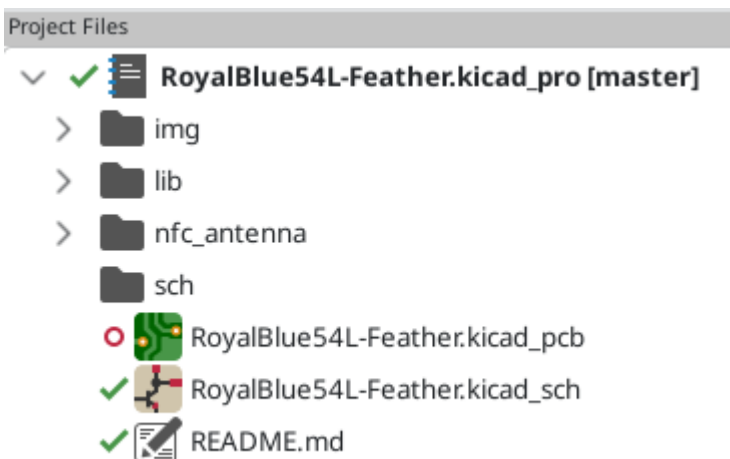 Project Files
RoyalBlue54L-Feather.kicad_pro [master]
img
lib
nfc_antenna
sch
RoyalBlue54L-Feather.kicad_pcb
RoyalBlue54L-Feather.kicad_sch
README.md